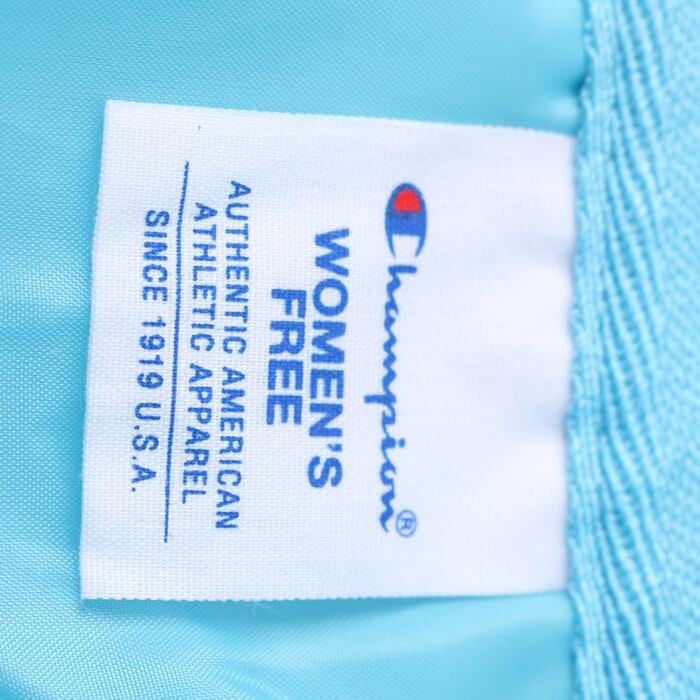 Champion®
WOMEN'S
FREE
AUTHENTIC AMERICAN
ATHLETIC APPAREL
SINCE 1919 U.S.A.